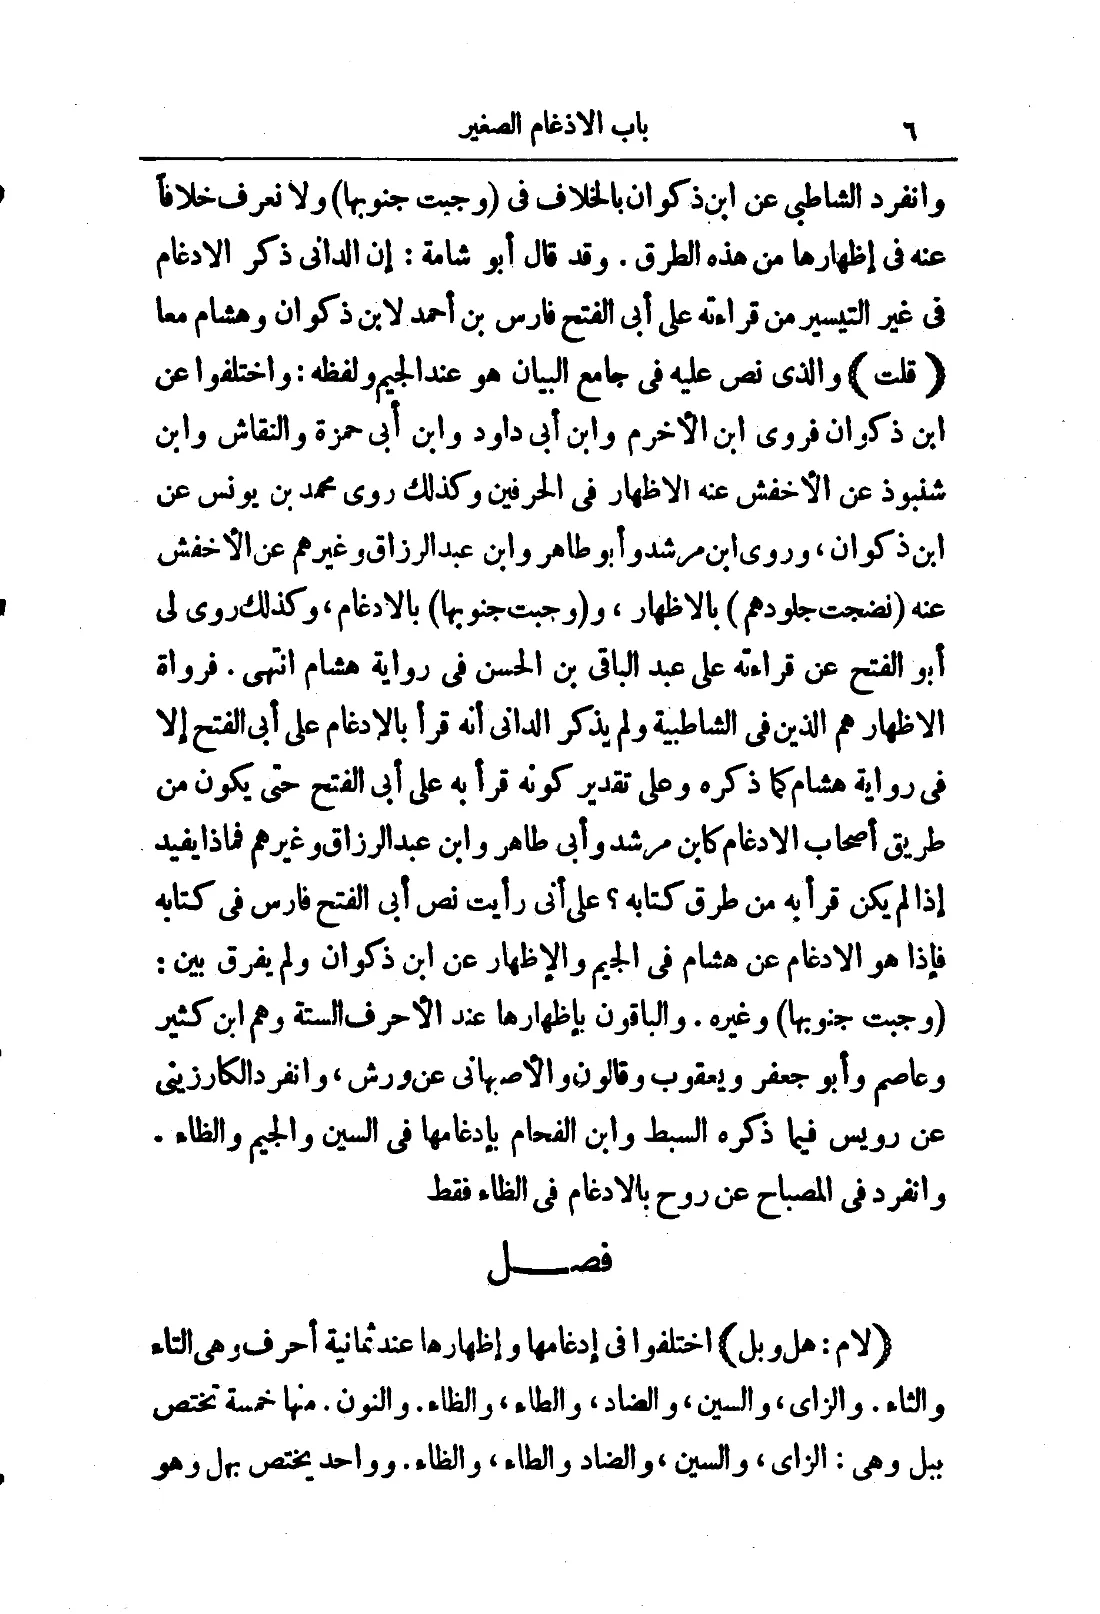 ٦ باب الاذغام الصغير
وانفرد الشاطبي عن ابن ذكوان بالخلاف فى (وجبت جنوبها) ولا نعرف خلافاً
عنه فى إظهارها من هذه الطرق . وقد قال أبو شامة : إن الدانى ذكر الادغام
فى غير التيسير من قراءته على أبى الفتح فارس بن أحمد لابن ذكوان وهشام معا
( قلت ) والذى نص عليه فى جامع البيان هو عند الجيم ولفظه : واختلفوا عن
ابن ذكوان فروى ابن الأخرم وابن أبى داود وابن أبى حمزة والنقاش وابن
شنبوذ عن الأخفش عنه الاظهار فى الحرفين وكذلك روى محمد بن يونس عن
ابن ذكوان ، وروى ابن مرشد وأبو طاهر وابن عبد الرزاق وغيرهم عن الأخفش
عنه (نضجت جلودهم) بالاظهار ، و(وجبت جنوبها) بالادغام ، وكذلك روى لى
أبو الفتح عن قراءته على عبد الباقى بن الحسن فى رواية هشام انتهى . فرواة
الاظهار هم الذين فى الشاطبية ولم يذكر الدانى أنه قرأ بالإدغام على أبى الفتح إلا
فى رواية هشام كما ذكره وعلى تقدير كونه قرأ به على أبى الفتح حتى يكون من
طريق أصحاب الادغام كابن مرشد وأبى طاهر وابن عبد الرزاق وغيرهم فماذا يفيد
إذا لم يكن قرأ به من طرق كتابه ؟ على أنى رأيت نص أبى الفتح فارس فى كتابه
فإذا هو الادغام عن هشام فى الجيم والإظهار عن ابن ذكوان ولم يفرق بين :
(وجبت جنوبها) وغيره . والباقون بإظهارها عند الأحرف الستة وهم ابن كثير
وعاصم وأبو جعفر ويعقوب وقالون والأصبهانى عن ورش ، وانفرد الكارزينى
عن رويس فيما ذكره السبط وابن الفحام بإدغامها فى السين والجيم والظاء .
وانفرد فى المصباح عن روح بالادغام فى الظاء فقط
فصـــل
(لام : هل وبل) اختلفوا فى إدغامها وإظهارها عند ثمانية أحرف وهى التاء
والثاء . والزاى ، والسين ، والضاد ، والطاء ، والظاء . والنون . منها خمسة تختص
ببل وهى : الزاى ، والسين ، والضاد والطاء ، والظاء . وواحد يختص بهل وهو